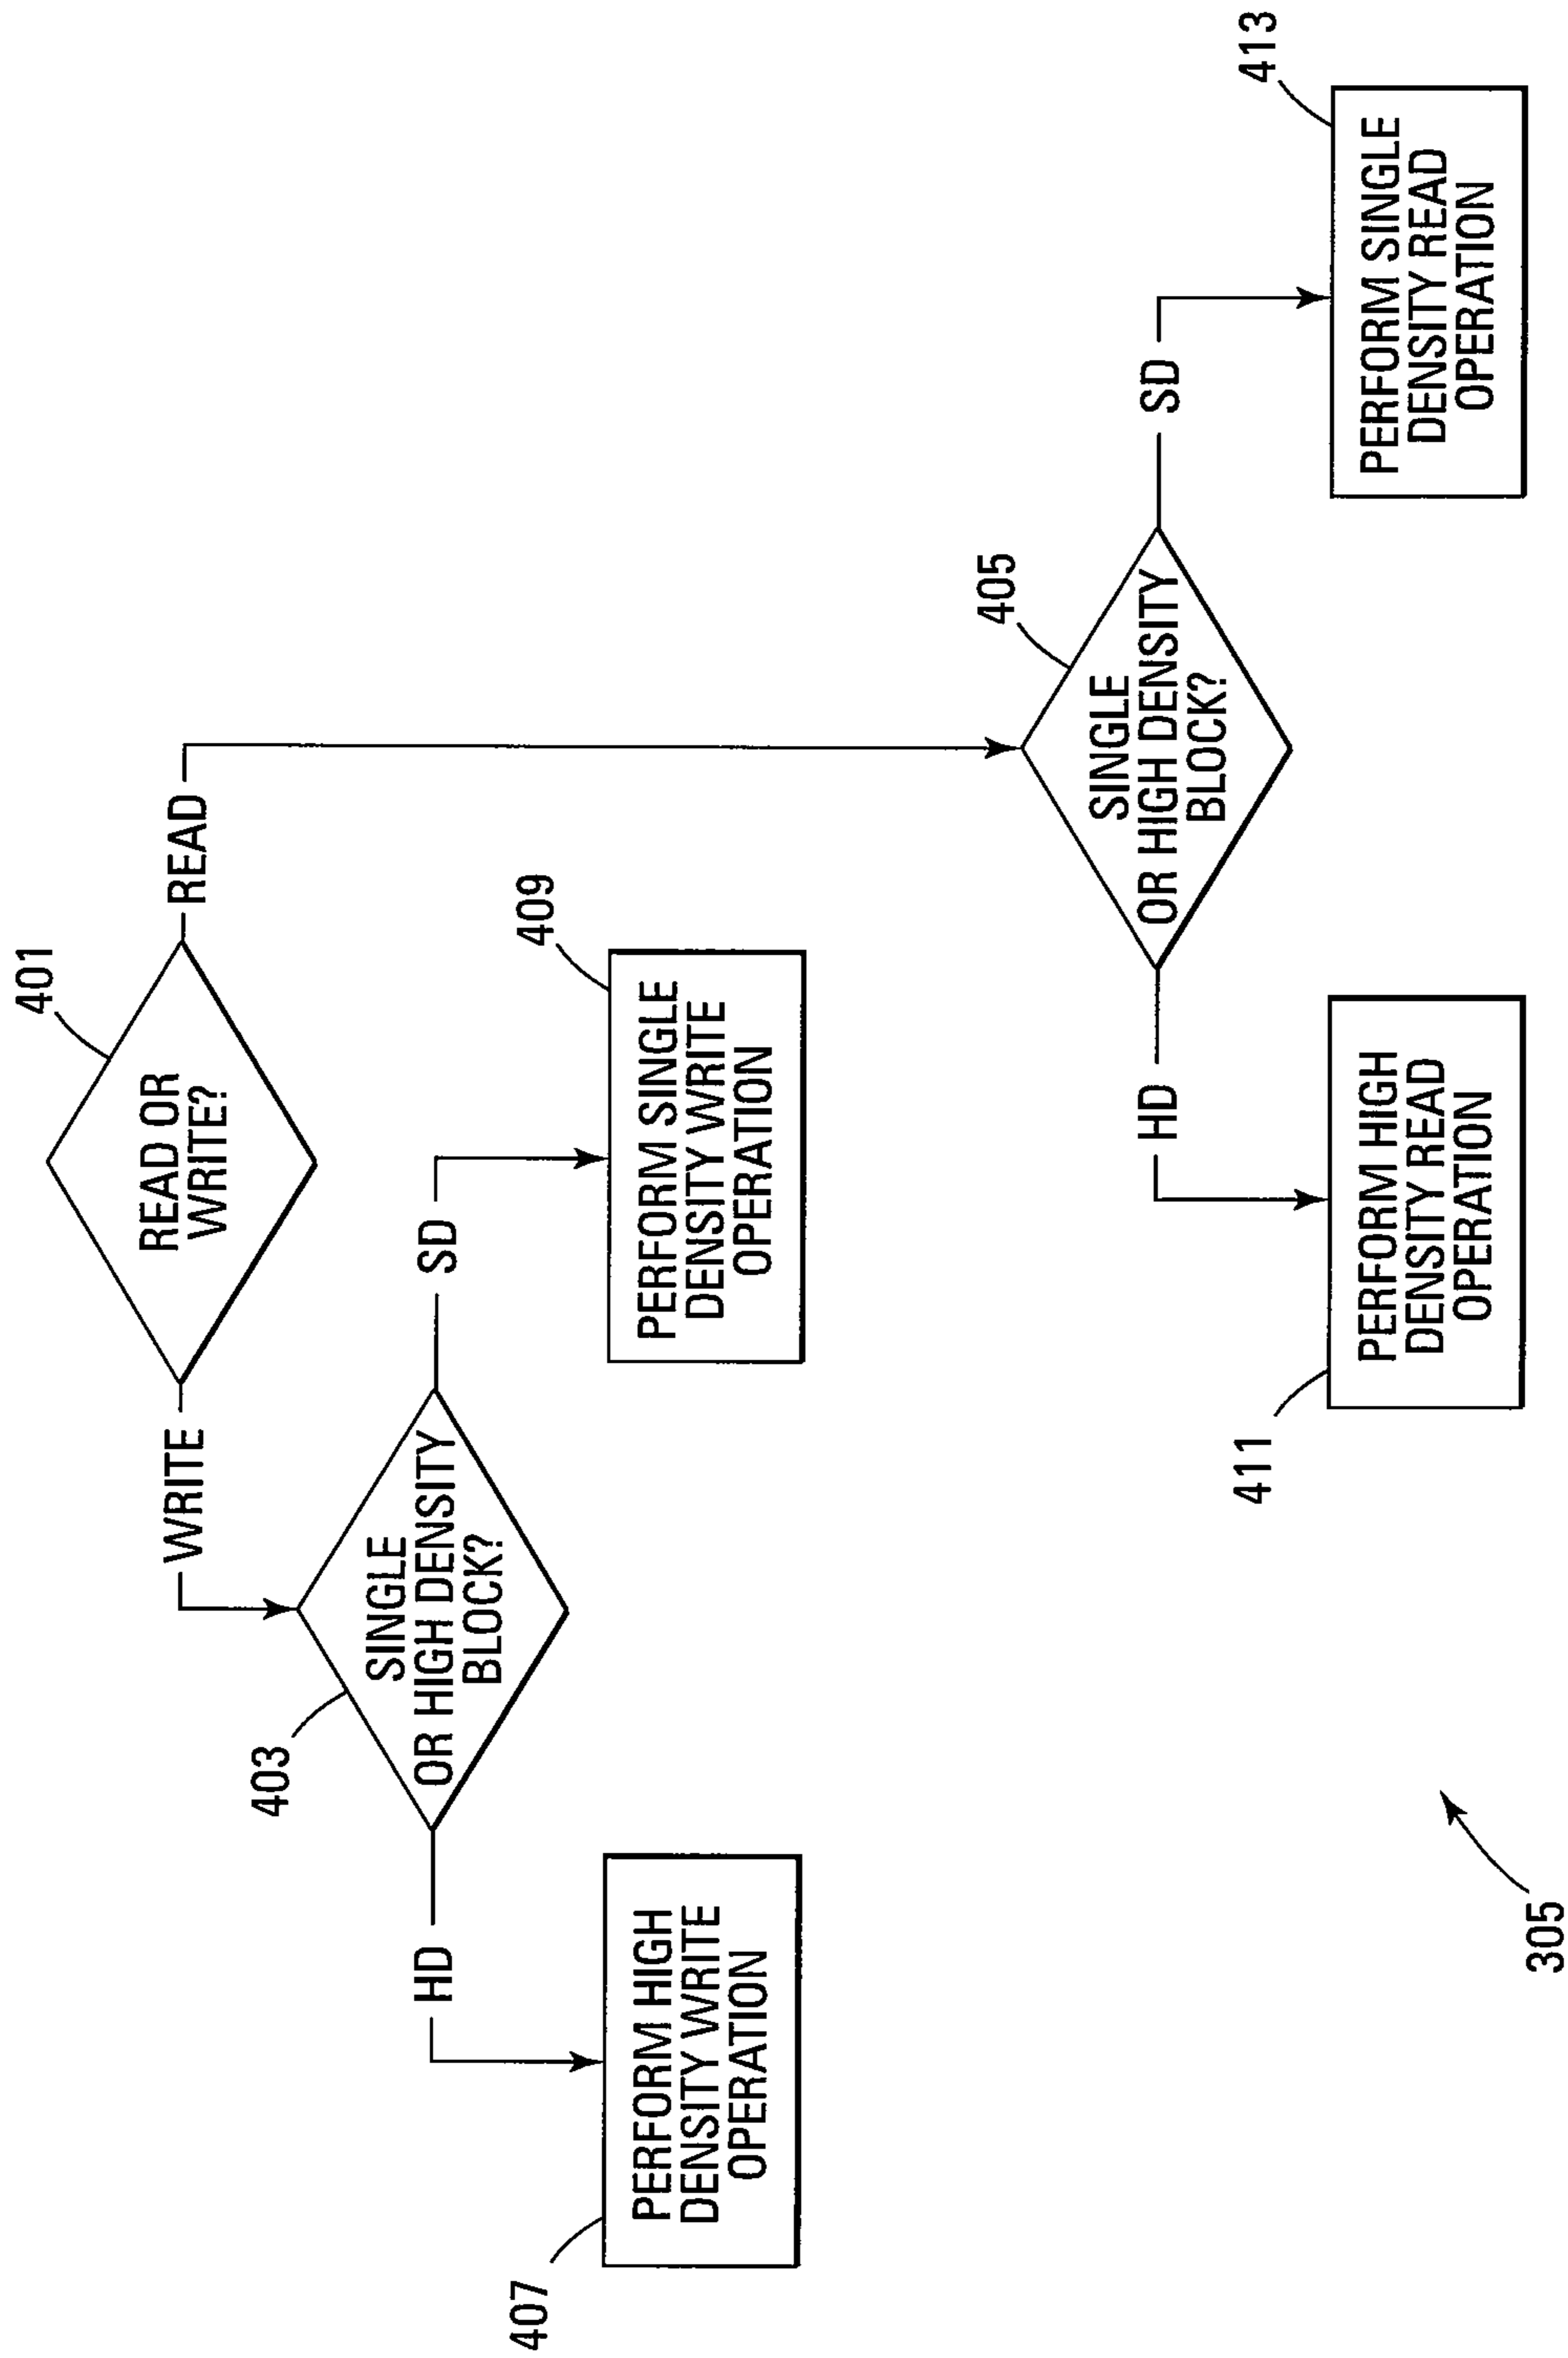 401
READ OR
WRITE?
WRITE
READ
403
SINGLE
OR HIGH DENSITY
BLOCK?
HD
SD
407
PERFORM HIGH
DENSITY WRITE
OPERATION
409
PERFORM SINGLE
DENSITY WRITE
OPERATION
405
SINGLE
OR HIGH DENSITY
BLOCK?
HD
SD
411
PERFORM HIGH
DENSITY READ
OPERATION
413
PERFORM SINGLE
DENSITY READ
OPERATION
305